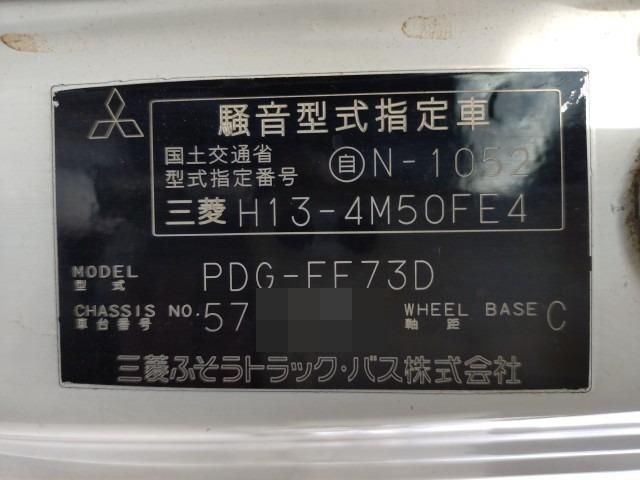 騒音型式指定車
国土交通省
型式指定番号 自N-1052
三菱 H13-4M50FE4
MODEL
型式 PDG-FE73D
CHASSIS NO. 57
車台番号
WHEEL BASE C
軸距
三菱ふそうトラック・バス株式会社